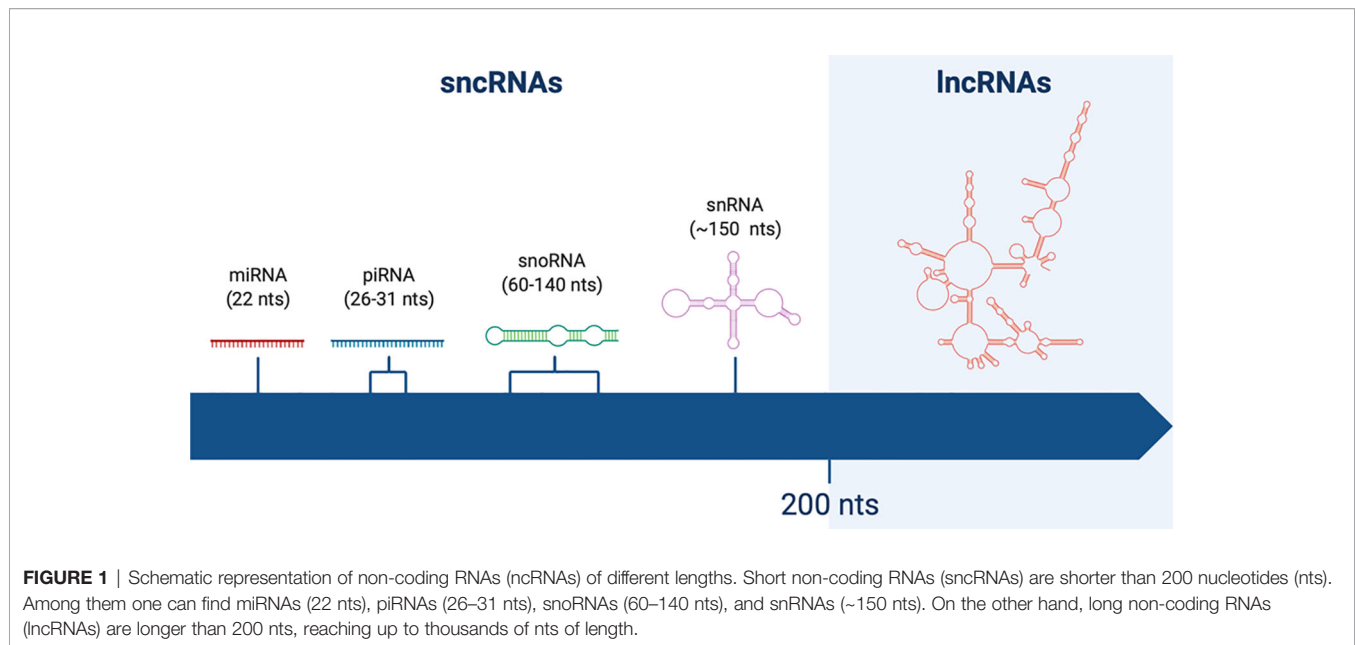 sncRNAs
lncRNAs
snRNA
(~150 nts)
snoRNA
(60-140 nts)
miRNA
(22 nts)
piRNA
(26-31 nts)
200 nts
FIGURE 1 | Schematic representation of non-coding RNAs (ncRNAs) of different lengths. Short non-coding RNAs (sncRNAs) are shorter than 200 nucleotides (nts).
Among them one can find miRNAs (22 nts), piRNAs (26–31 nts), snoRNAs (60–140 nts), and snRNAs (~150 nts). On the other hand, long non-coding RNAs
(lncRNAs) are longer than 200 nts, reaching up to thousands of nts of length.